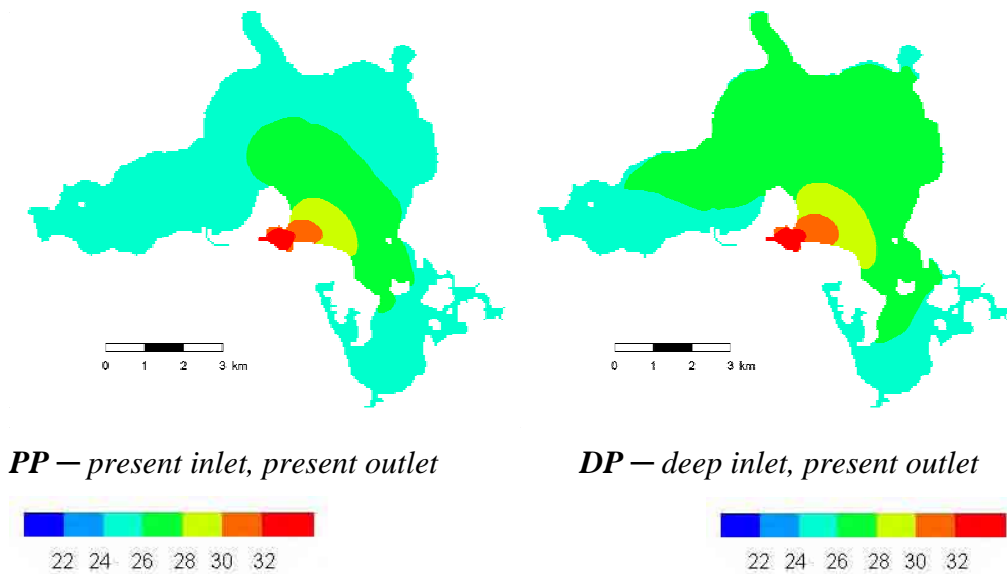 0 1 2 3 km
0 1 2 3 km
PP — present inlet, present outlet
DP — deep inlet, present outlet
22 24 26 28 30 32
22 24 26 28 30 32